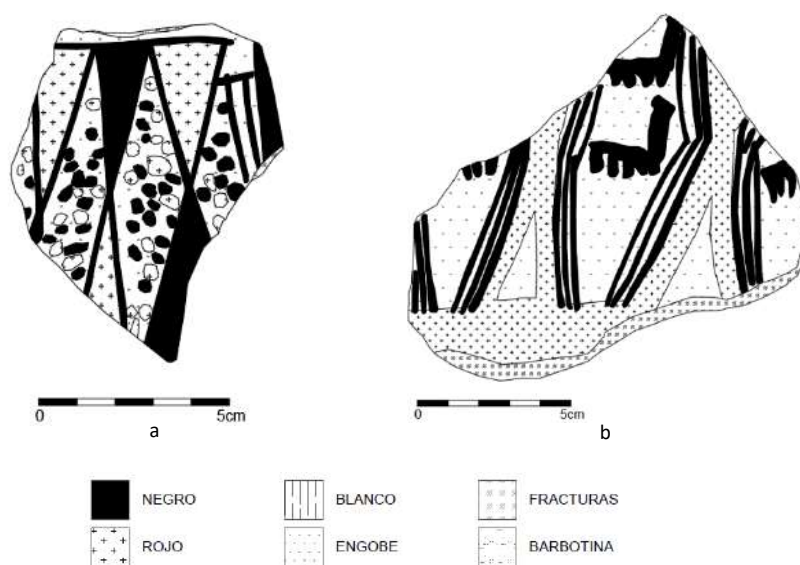 0 5cm
a
0 5cm
b
NEGRO BLANCO FRACTURAS
ROJO ENGOBE BARBOTINA